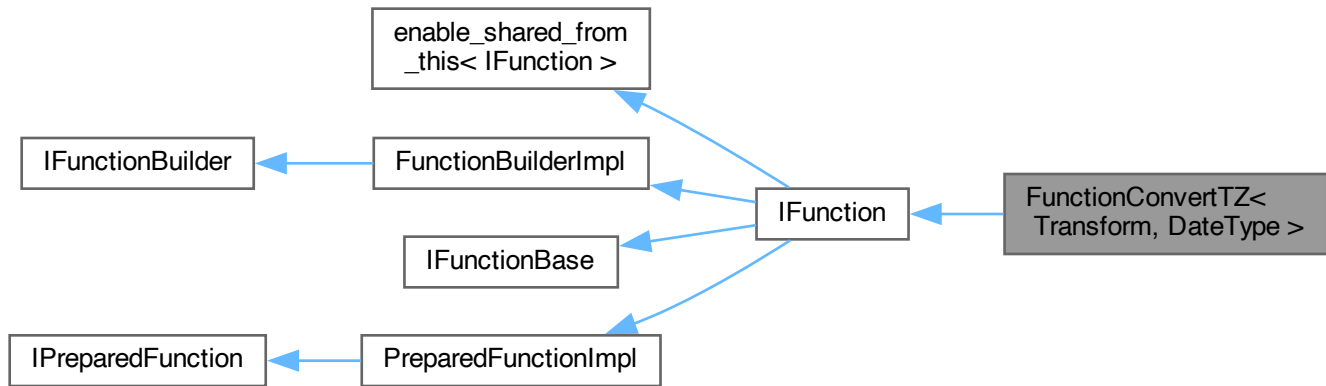 enable_shared_from
_this< IFunction >
IFunctionBuilder
FunctionBuilderImpl
IFunction
FunctionConvertTZ<
Transform, DateType >
IFunctionBase
IPreparedFunction
PreparedFunctionImpl